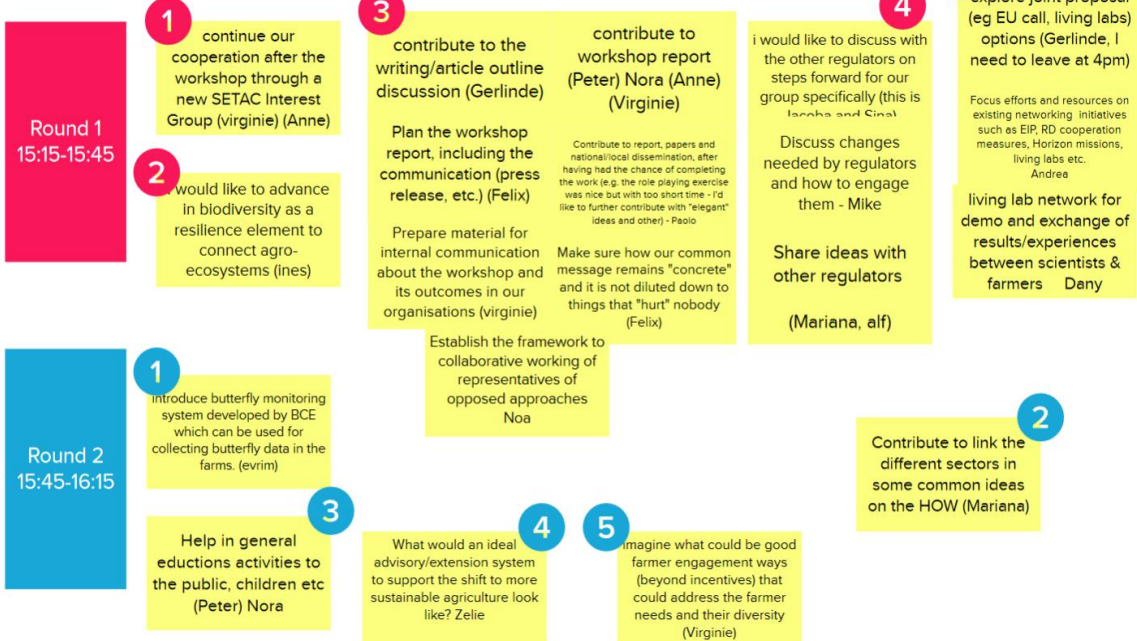 Round 1
15:15-15:45
1
continue our
cooperation after the
workshop through a
new SETAC Interest
Group (virginie) (Anne)
2
would like to advance
in biodiversity as a
resilience element to
connect agro-
ecosystems (ines)
3
contribute to the
writing/article outline
discussion (Gerlinde)
Plan the workshop
report, including the
communication (press
release, etc.) (Felix)
Prepare material for
internal communication
about the workshop and
its outcomes in our
organisations (virginie)
contribute to
workshop report
(Peter) Nora (Anne)
(Virginie)
Contribute to report, papers and
national/local dissemination, after
having had the chance of completing
the work (e.g. the role playing exercise
was nice but with too short time - I'd
like to further contribute with "elegant"
ideas and other) - Paolo
Make sure how our common
message remains "concrete"
and it is not diluted down to
things that "hurt" nobody
(Felix)
Establish the framework to
collaborative working of
representatives of
opposed approaches
Noa
4
i would like to discuss with
the other regulators on
steps forward for our
group specifically (this is
Jacoba and Sina)
Discuss changes
needed by regulators
and how to engage
them - Mike
Share ideas with
other regulators
(Mariana, alf)
explore joint proposal
(eg EU call, living labs)
options (Gerlinde, I
need to leave at 4pm)
Focus efforts and resources on
existing networking initiatives
such as EIP, RD cooperation
measures, Horizon missions,
living labs etc.
Andrea
living lab network for
demo and exchange of
results/experiences
between scientists &
farmers Dany
Round 2
15:45-16:15
1
introduce butterfly monitoring
system developed by BCE
which can be used for
collecting butterfly data in the
farms. (evrim)
2
Contribute to link the
different sectors in
some common ideas
on the HOW (Mariana)
3
Help in general
eductions activities to
the public, children etc
(Peter) Nora
4
What would an ideal
advisory/extension system
to support the shift to more
sustainable agriculture look
like? Zelie
5
imagine what could be good
farmer engagement ways
(beyond incentives) that
could address the farmer
needs and their diversity
(Virginie)